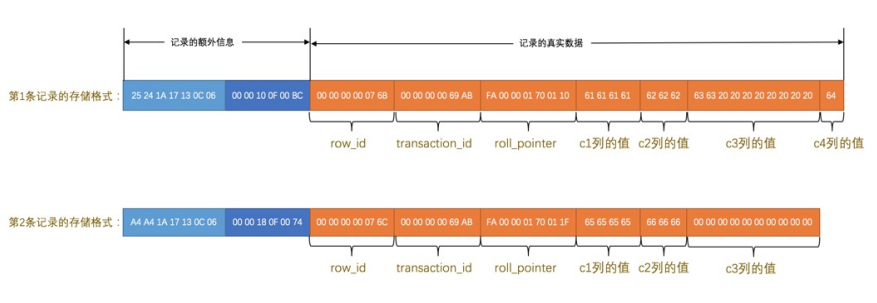 记录的额外信息 记录的真实数据
第1条记录的存储格式： 25 24 1A 17 13 0C 06 00 00 10 0F 00 BC 00 00 00 00 07 6B 00 00 00 00 69 AB FA 00 00 01 70 01 10 61 61 61 61 62 62 62 63 63 20 20 20 20 20 20 20 20 64
row_id transaction_id roll_pointer c1列的值 c2列的值 c3列的值 c4列的值
第2条记录的存储格式： A4 A4 1A 17 13 0C 06 00 00 18 0F 00 74 00 00 00 00 07 6C 00 00 00 00 69 AB FA 00 00 01 70 01 1F 65 65 65 65 66 66 66 00 00 00 00 00 00 00 00 00 00
row_id transaction_id roll_pointer c1列的值 c2列的值 c3列的值